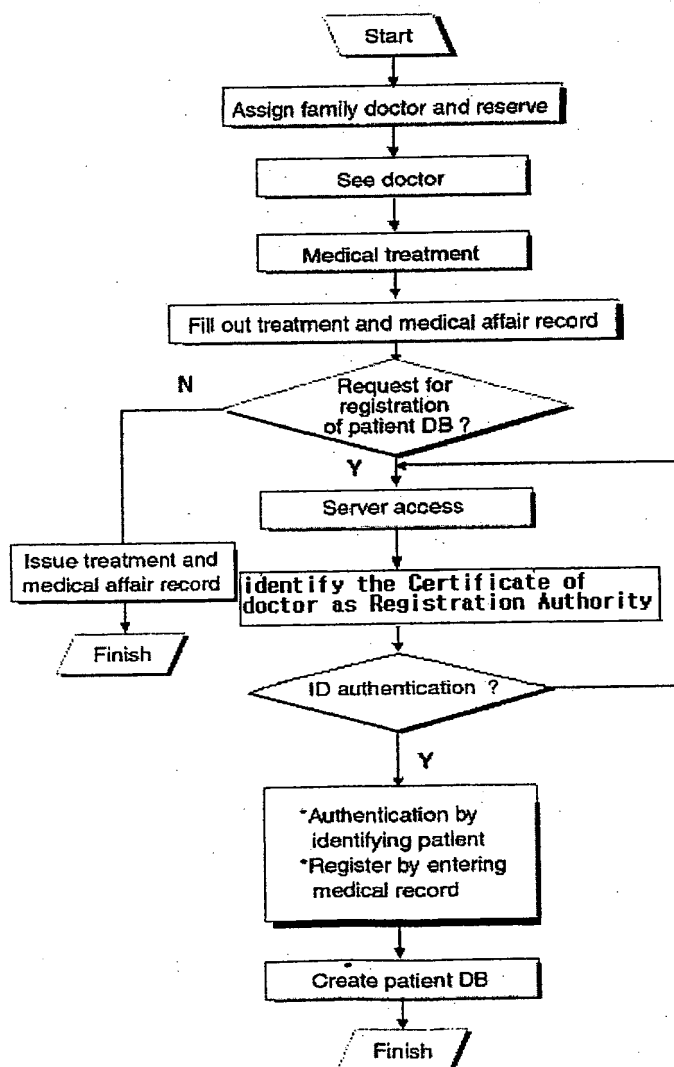 Start
Assign family doctor and reserve
See doctor
Medical treatment
Fill out treatment and medical affair record
N
Request for
registration
of patient DB ?
Y
Server access
Issue treatment and
medical affair record
identify the Certificate of
doctor as Registration Authority
Finish
ID authentication ?
Y
*Authentication by
identifying patient
*Register by entering
medical record
Create patient DB
Finish